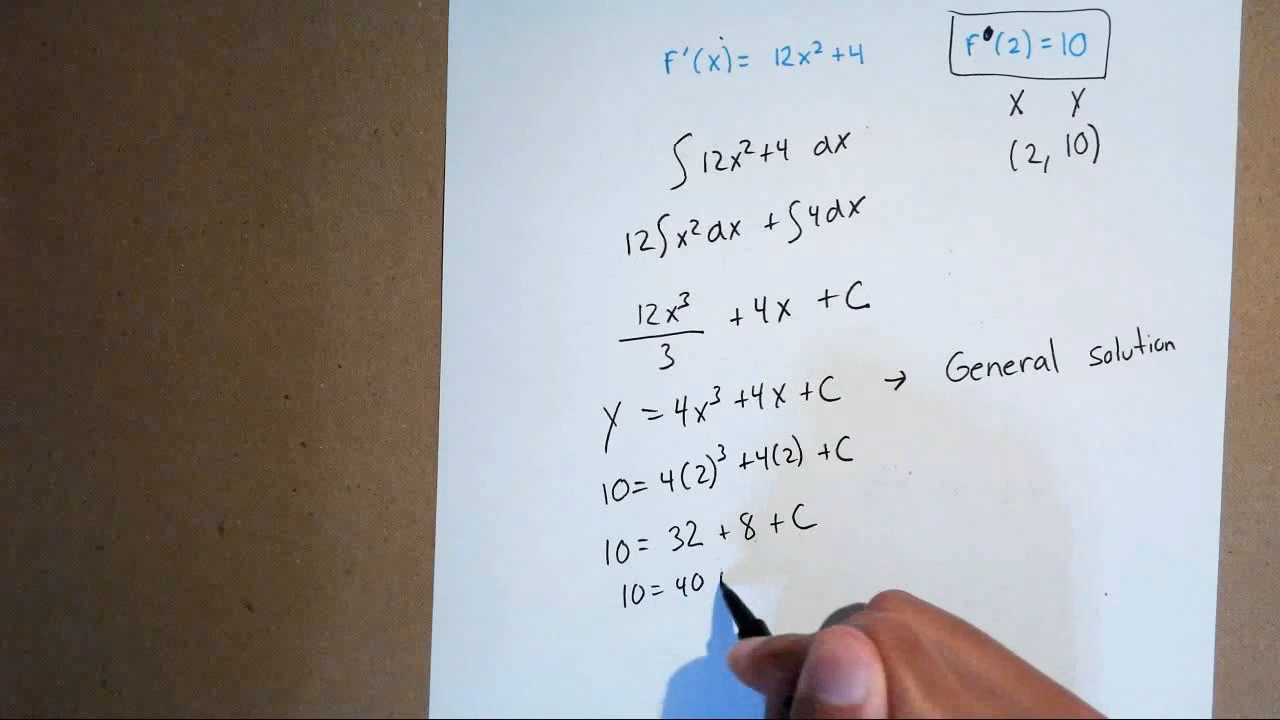 F'(x) = 12x² + 4
F (2) = 10
X Y
(2, 10)
∫ 12x² + 4 dx
12∫x² dx + ∫4dx
12x³
3
+ 4x + C
Y = 4x³ + 4x + C → General solution
10 = 4(2)³ + 4(2) + C
10 = 32 + 8 + C
10 = 40